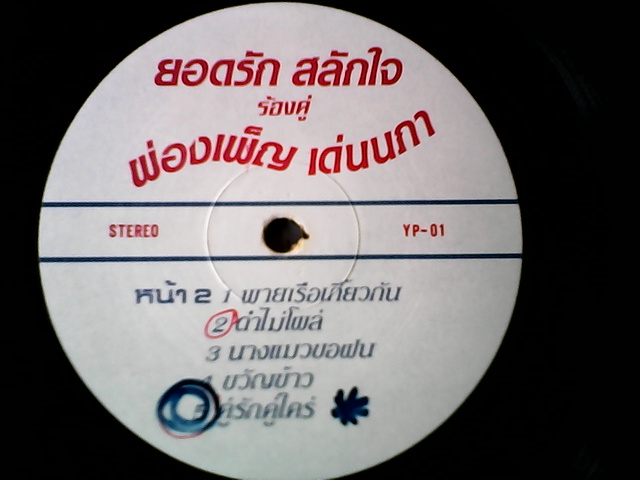 ยอดรัก สลักใจ
ร้องคู่
ผ่องเพ็ญ เด่นนภา
STEREO YP-01
หน้า 2 1 พายเรือเกี้ยวกัน
2 ดำไม่โผล่
3 นางแมวขอฝน
4 ขวัญข้าว
5 คู่รักคู่ใคร่